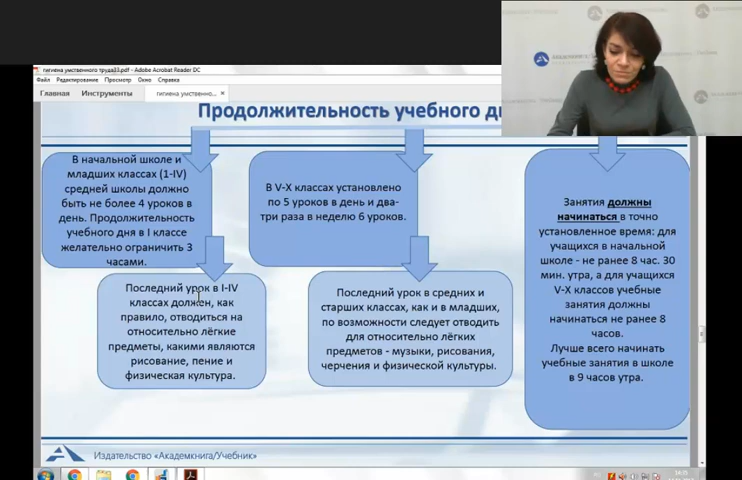 гигиена умственного труда33.pdf - Adobe Acrobat Reader DC
Файл Редактирование Просмотр Окно Справка
Главная Инструменты гигиена умственно... ×
Продолжительность учебного
В начальной школе и
младших классах (1-IV)
средней школы должно
быть не более 4 уроков в
день. Продолжительность
учебного дня в I классе
желательно ограничить 3
часами.
Последний урок в I-IV
классах должен, как
правило, отводиться на
относительно лёгкие
предметы, какими являются
рисование, пение и
физическая культура.
В V-X классах установлено
по 5 уроков в день и два-
три раза в неделю 6 уроков.
Последний урок в средних и
старших классах, как и в младших,
по возможности следует отводить
для относительно лёгких
предметов - музыки, рисования,
черчения и физической культуры.
Занятия должны
начинаться в точно
установленное время: для
учащихся в начальной
школе - не ранее 8 час. 30
мин. утра, а для учащихся
V-X классов учебные
занятия должны
начинаться не ранее 8
часов.
Лучше всего начинать
учебные занятия в школе
в 9 часов утра.
Издательство «Академкнига/Учебник»